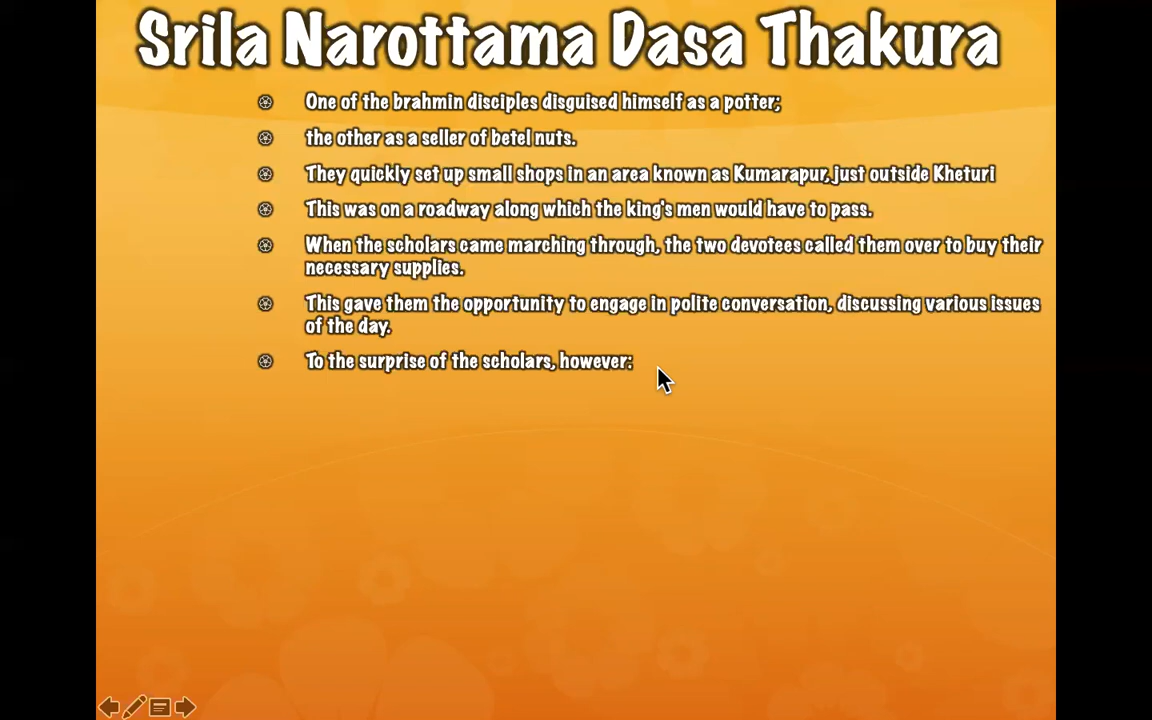 Srila Narottama Dasa Thakura
One of the brahmin disciples disguised himself as a potter;
the other as a seller of betel nuts.
They quickly set up small shops in an area known as Kumarapur, just outside Kheturi
This was on a roadway along which the king's men would have to pass.
When the scholars came marching through, the two devotees called them over to buy their
necessary supplies.
This gave them the opportunity to engage in polite conversation, discussing various issues
of the day.
To the surprise of the scholars, however: